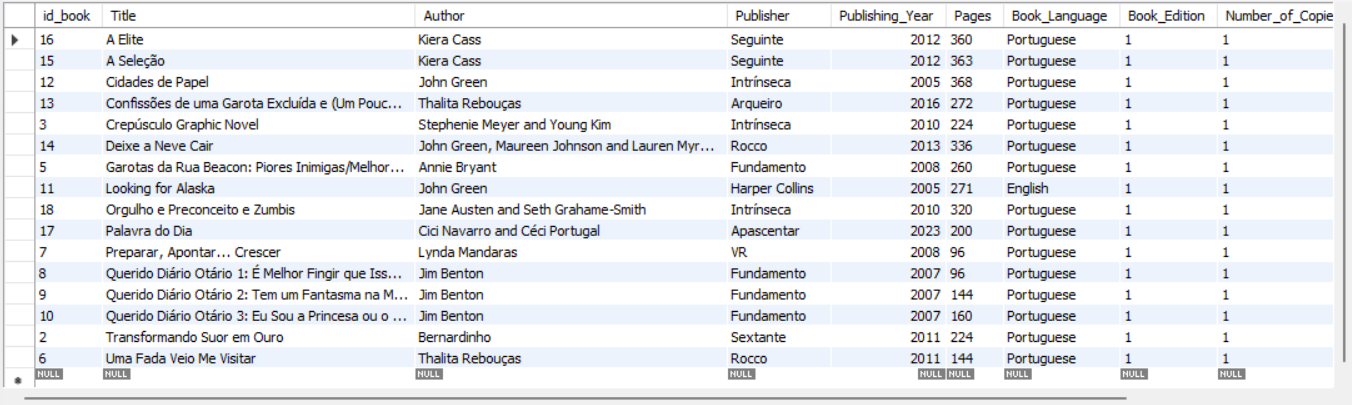 id_book Title Author Publisher Publishing_Year Pages Book_Language Book_Edition Number_of_Copie
16 A Elite Kiera Cass Seguinte 2012 360 Portuguese 1 1
15 A Seleção Kiera Cass Seguinte 2012 363 Portuguese 1 1
12 Cidades de Papel John Green Intrínseca 2005 368 Portuguese 1 1
13 Confissões de uma Garota Excluída e (Um Pouc... Thalita Rebouças Arqueiro 2016 272 Portuguese 1 1
3 Crepúsculo Graphic Novel Stephenie Meyer and Young Kim Intrínseca 2010 224 Portuguese 1 1
14 Deixe a Neve Cair John Green, Maureen Johnson and Lauren Myr... Rocco 2013 336 Portuguese 1 1
5 Garotas da Rua Beacon: Piores Inimigas/Melhor... Annie Bryant Fundamento 2008 260 Portuguese 1 1
11 Looking for Alaska John Green Harper Collins 2005 271 English 1 1
18 Orgulho e Preconceito e Zumbis Jane Austen and Seth Grahame-Smith Intrínseca 2010 320 Portuguese 1 1
17 Palavra do Dia Cici Navarro and Céci Portugal Apascentar 2023 200 Portuguese 1 1
7 Preparar, Apontar... Crescer Lynda Mandaras VR 2008 96 Portuguese 1 1
8 Querido Diário Otário 1: É Melhor Fingir que Iss... Jim Benton Fundamento 2007 96 Portuguese 1 1
9 Querido Diário Otário 2: Tem um Fantasma na M... Jim Benton Fundamento 2007 144 Portuguese 1 1
10 Querido Diário Otário 3: Eu Sou a Princesa ou o ... Jim Benton Fundamento 2007 160 Portuguese 1 1
2 Transformando Suor em Ouro Bernardinho Sextante 2011 224 Portuguese 1 1
6 Uma Fada Veio Me Visitar Thalita Rebouças Rocco 2011 144 Portuguese 1 1
NULL NULL NULL NULL NULL NULL NULL NULL NULL